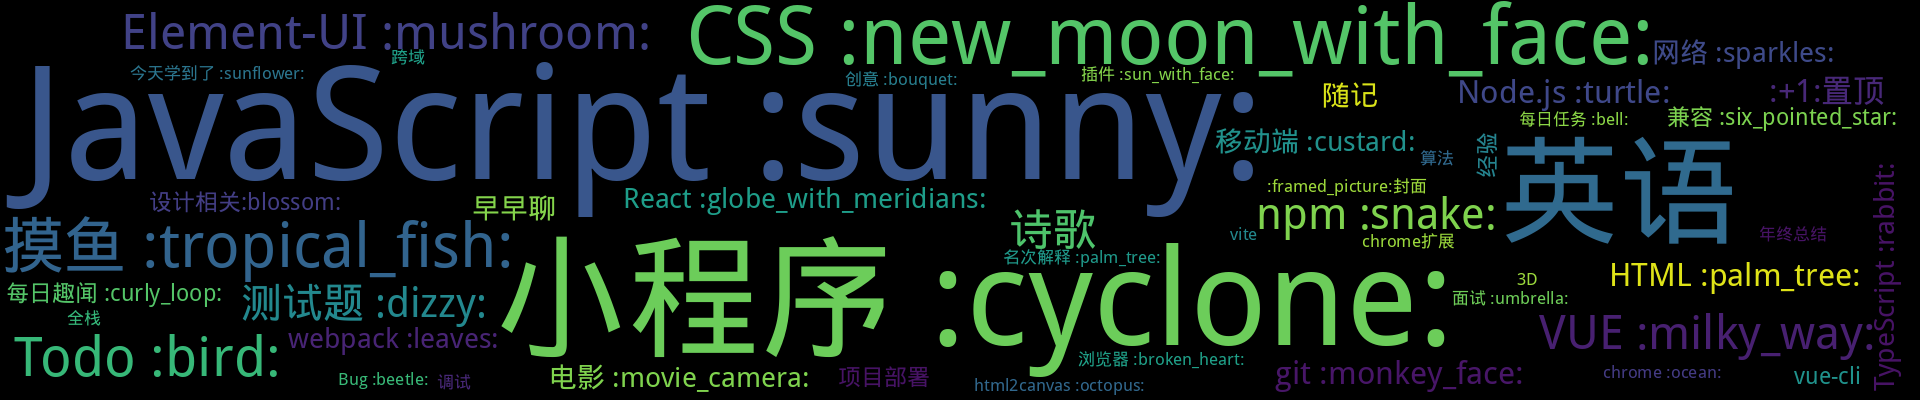 Element-UI :mushroom:
CSS :new_moon_with_face:
跨域
网络 :sparkles:
今天学到了 :sunflower:
创意 :bouquet:
插件 :sun_with_face:
JavaScript :sunny:
随记
Node.js :turtle:
:+1:置顶
每日任务 :bell:
兼容 :six_pointed_star:
移动端 :custard:
算法
经验
英语
设计相关:blossom:
早早聊
React :globe_with_meridians:
:framed_picture:封面
npm :snake:
摸鱼 :tropical_fish:
诗歌
vite
chrome扩展
年终总结
TypeScript :rabbit:
名次解释 :palm_tree:
小程序 :cyclone:
HTML :palm_tree:
3D
每日趣闻 :curly_loop:
测试题 :dizzy:
面试 :umbrella:
全栈
webpack :leaves:
VUE :milky_way:
Todo :bird:
浏览器 :broken_heart:
Bug :beetle:
调试
电影 :movie_camera:
项目部署
html2canvas :octopus:
git :monkey_face:
chrome :ocean:
vue-cli